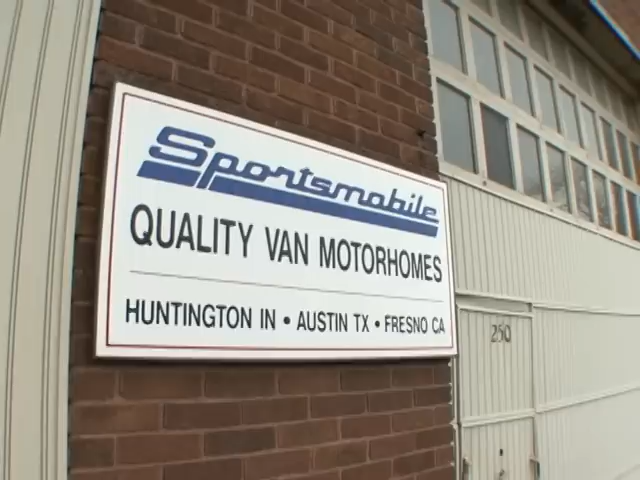 Sportsmobile
QUALITY VAN MOTORHOMES
HUNTINGTON IN • AUSTIN TX • FRESNO CA
250